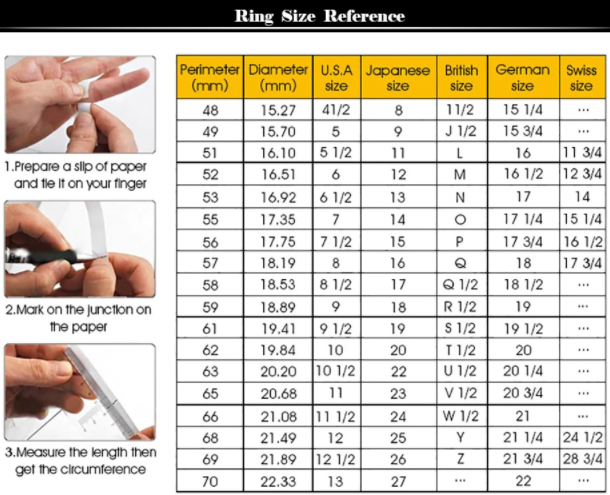 Ring Size Reference
1.Prepare a slip of paper
and tie it on your finger
2.Mark on the junction on
the paper
3.Measure the length then
get the circumference
Perimeter (mm) Diameter (mm) U.S.A size Japanese size British size German size Swiss size
48 15.27 41/2 8 11/2 15 1/4 ...
49 15.70 5 9 J 1/2 15 3/4 ...
51 16.10 5 1/2 11 L 16 11 3/4
52 16.51 6 12 M 16 1/2 12 3/4
53 16.92 6 1/2 13 N 17 14
55 17.35 7 14 O 17 1/4 15 1/4
56 17.75 7 1/2 15 P 17 3/4 16 1/2
57 18.19 8 16 Q 18 17 3/4
58 18.53 8 1/2 17 Q 1/2 18 1/2 ...
59 18.89 9 18 R 1/2 19 ...
61 19.41 9 1/2 19 S 1/2 19 1/2 ...
62 19.84 10 20 T 1/2 20 ...
63 20.20 10 1/2 22 U 1/2 20 1/4 ...
65 20.68 11 23 V 1/2 20 3/4 ...
66 21.08 11 1/2 24 W 1/2 21 ...
68 21.49 12 25 Y 21 1/4 24 1/2
69 21.89 12 1/2 26 Z 21 3/4 28 3/4
70 22.33 13 27 ... 22 ...